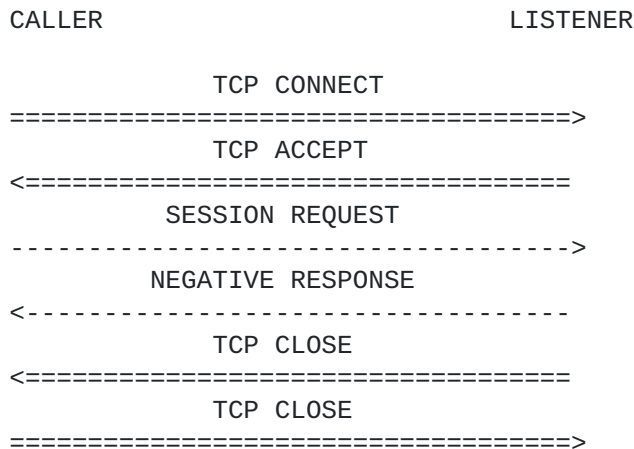 CALLER                          LISTENER
             TCP CONNECT
====================================>
             TCP ACCEPT
<===================================
          SESSION REQUEST
------------------------------------>
         NEGATIVE RESPONSE
<-----------------------------------
             TCP CLOSE
<===================================
             TCP CLOSE
====================================>